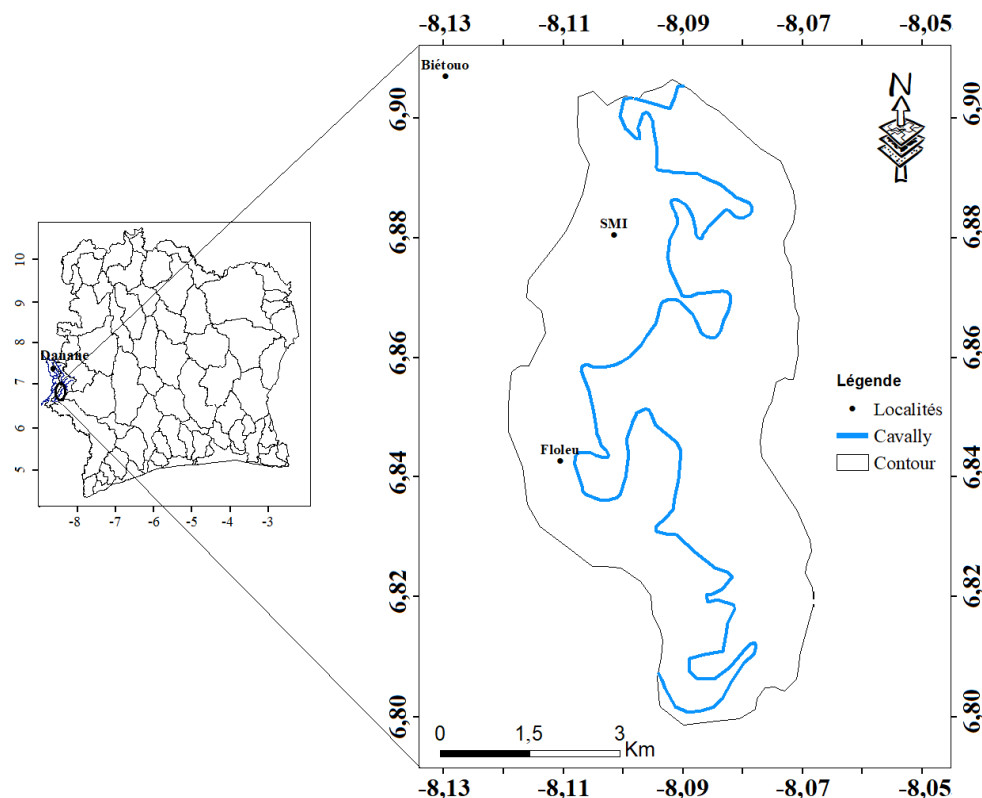 -8,13 -8,11 -8,09 -8,07 -8,05
Biétouo
6,90 6,90
N
SMI
6,88 6,88
10
9
8
Danane
7
6
5
-8 -7 -6 -5 -4 -3
6,86 6,86
Légende
Localités
Cavally
Contour
Floleu
6,84 6,84
6,82 6,82
6,80 6,80
0 1,5 3
Km
-8,13 -8,11 -8,09 -8,07 -8,05